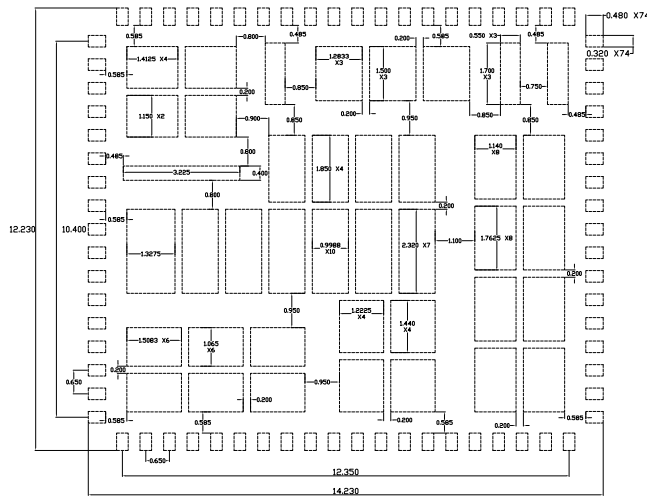 0.480 X74
0.585
0.800
0.485
0.200
0.585
0.550 X3
0.485
0.320 X74
1.4125 X4
1.2833
X3
1.500
X3
1.700
X3
0.585
0.200
0.850
0.750
1.150 X2
0.900
0.850
0.200
0.950
0.850
0.850
0.485
0.485
0.800
1.140
X8
3.225
0.400
1.850 X4
0.800
0.200
12.230
10.400
0.585
1.3275
0.9988
X10
2.320 X7
1.100
1.7625 X8
0.200
0.950
1.2225
X4
1.440
X4
1.5083 X6
1.065
X6
0.200
0.650
0.950
0.200
0.585
0.585
0.585
0.200
0.585
0.650
12.350
14.230